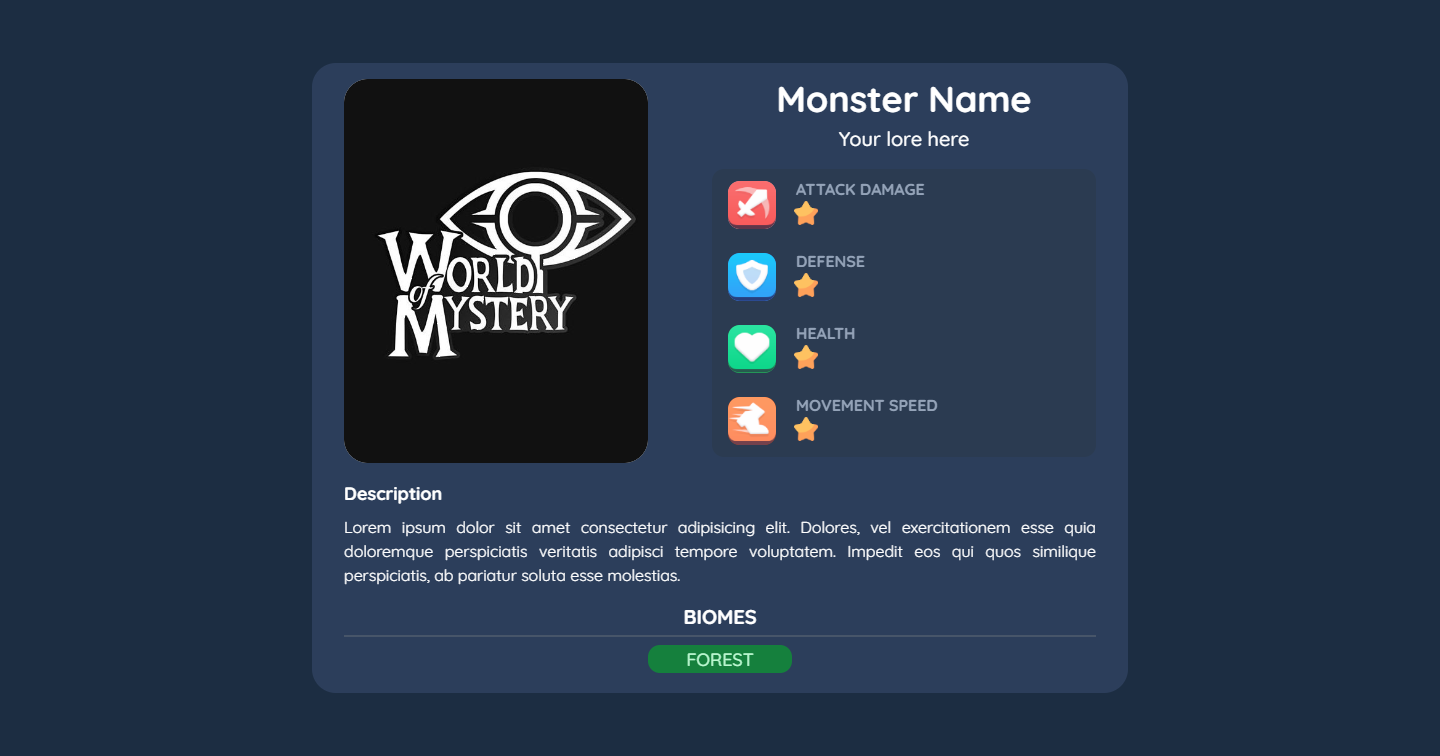 WORLD
of
MYSTERY
Monster Name
Your lore here
ATTACK DAMAGE
DEFENSE
HEALTH
MOVEMENT SPEED
Description
Lorem ipsum dolor sit amet consectetur adipisicing elit. Dolores, vel exercitationem esse quia
doloremque perspiciatis veritatis adipisci tempore voluptatem. Impedit eos qui quos similique
perspiciatis, ab pariatur soluta esse molestias.
BIOMES
FOREST